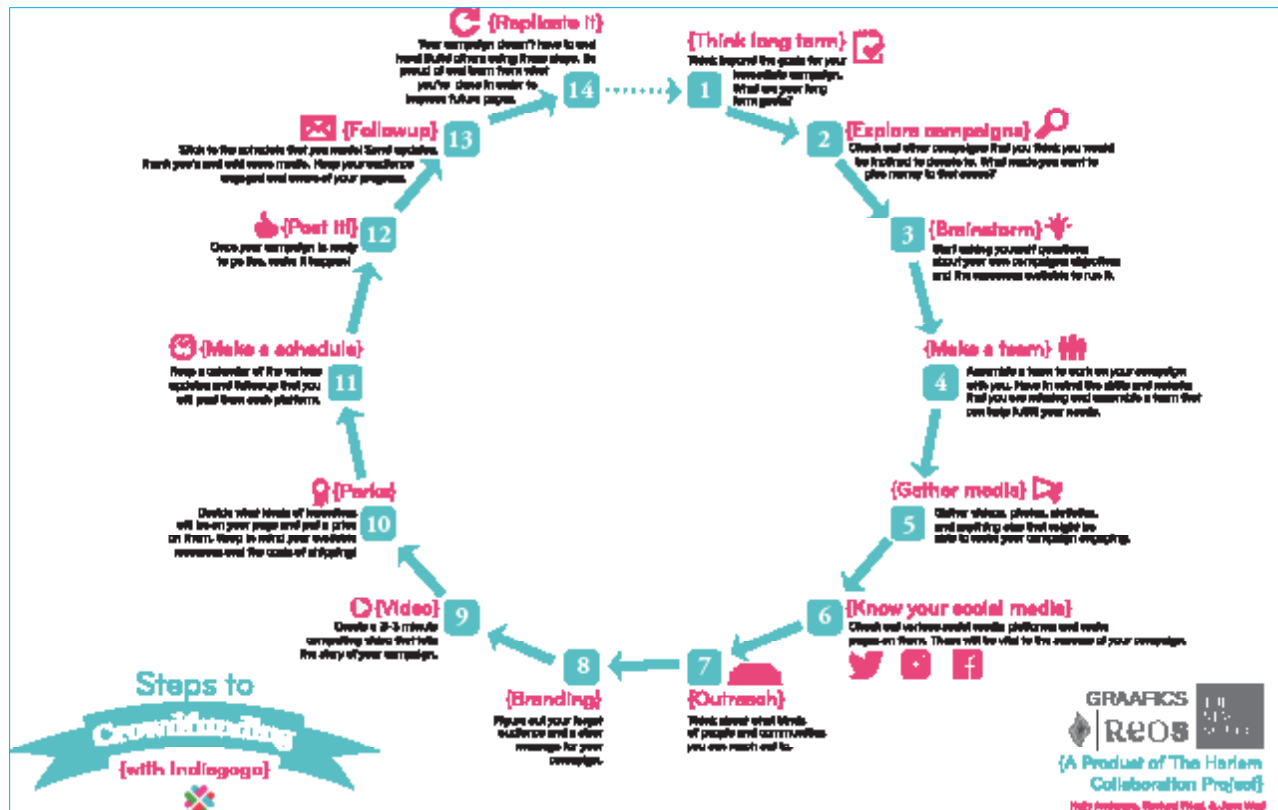 {Think long term}
Think beyond the goals for your
immediate campaign.
What are your long
term goals?
1
2
{Explore campaigns}
Check out other campaigns that you think you would
be inclined to donate to. What made you want to
give money to that cause?
3
{Brainstorm}
Start asking yourself questions
about your own campaigns objectives
and the resources available to run it.
{Make a team}
4
Assemble a team to work on your campaign
with you. Have in mind the skills and
that you are missing and assemble a team that
can help fulfill your needs.
{Gather media}
5
Gather videos, photos, statistics,
and anything else that might be
able to make your campaign engaging.
6
{Know your social media}
Check out various social media platforms and make
pages on them. These will be vital to the success of your campaign.
7
{Outreach}
Think about what kinds
of people and communities
you can reach out to.
8
{Branding}
Figure out your target
audience and a clear
message for your
campaign.
9
{Video}
Create a 2-3 minute
compelling video that tells
the story of your campaign.
{Perks}
10
Decide what kinds of incentives
will be on your page and put a price
on them. Keep in mind your available
resources and the costs of shipping!
{Make a schedule}
11
Keep a calendar of the various
updates and followups that you
will post from each platform.
{Post it!}
12
Once your campaign is ready
to go live, make it happen!
{Followup}
13
Stick to the schedule that you made! Send updates,
thank you's and add more media. Keep your audience
engaged and aware of your progress.
{Replicate it}
14
Your campaign doesn't have to end
here! Build others using these steps. Be
proud of and learn from what
you've done in order to
improve future pages.
Steps to
Crowdfunding
{with Indiegogo}
GRAAFICS
REOS
{A Product of The Harlem
Collaboration Project}